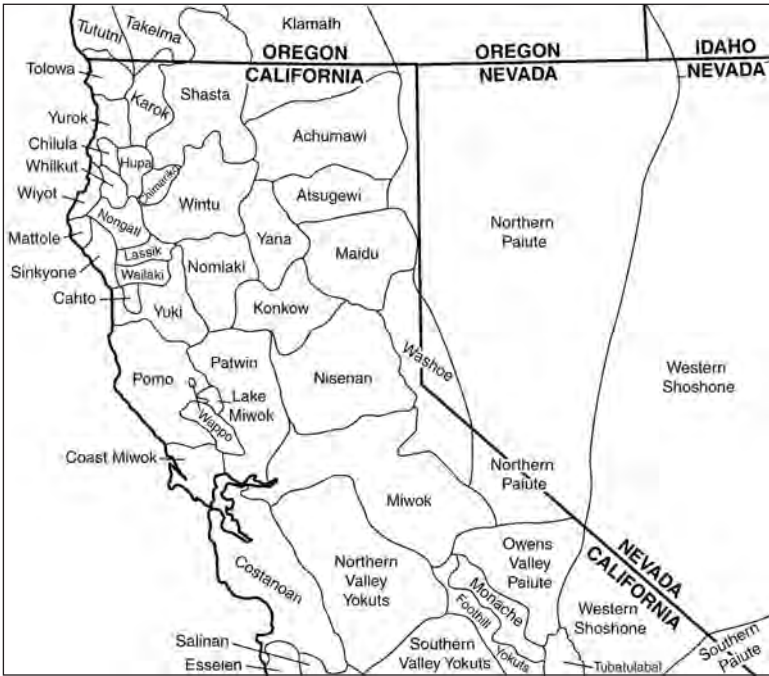 Klamath
Takelma
Tututni
OREGON
OREGON
IDAHO
CALIFORNIA
NEVADA
NEVADA
Tolowa
Karok
Shasta
Yurok
Achumawi
Chilula
Hupa
Whilkut
Chimariko
Atsugewi
Wiyot
Wintu
Nongatl
Northern
Paiute
Mattole
Yana
Maidu
Lassik
Nomlaki
Sinkyone
Wailaki
Cahto
Yuki
Konkow
Washoe
Patwin
Pomo
Nisenan
Western
Shoshone
Lake
Miwok
Wappo
Coast Miwok
Northern
Paiute
Miwok
Owens
Valley
Paiute
NEVADA
CALIFORNIA
Costanoan
Northern
Valley
Yokuts
Monache
Foothill
Yokuts
Western
Shoshone
Salinan
Esselen
Southern
Valley Yokuts
Tubatulabal
Southern
Paiute